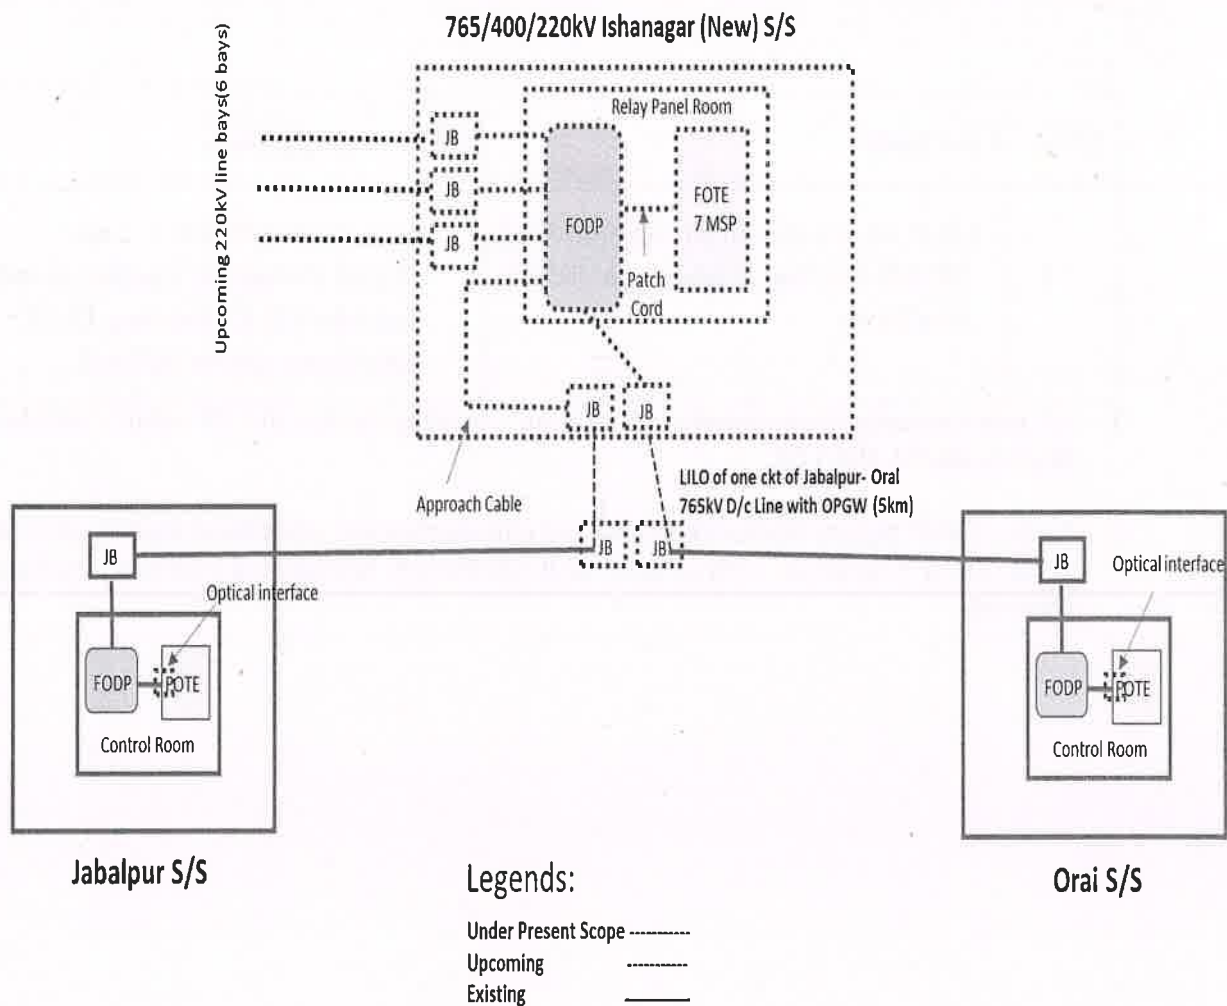 765/400/220kV Ishanagar (New) S/S
Upcoming 220kV line bays(6 bays)
Relay Panel Room
JB
JB
JB
FODP
FOTE
7 MSP
Patch
Cord
JB
JB
Approach Cable
LILO of one ckt of Jabalpur- Oral
765kV D/c Line with OPGW (5km)
JB
JB
JB
Optical interface
FODP
POTE
Control Room
Jabalpur S/S
JB
Optical interface
FODP
POTE
Control Room
Orai S/S
Legends:
Under Present Scope
Upcoming
Existing